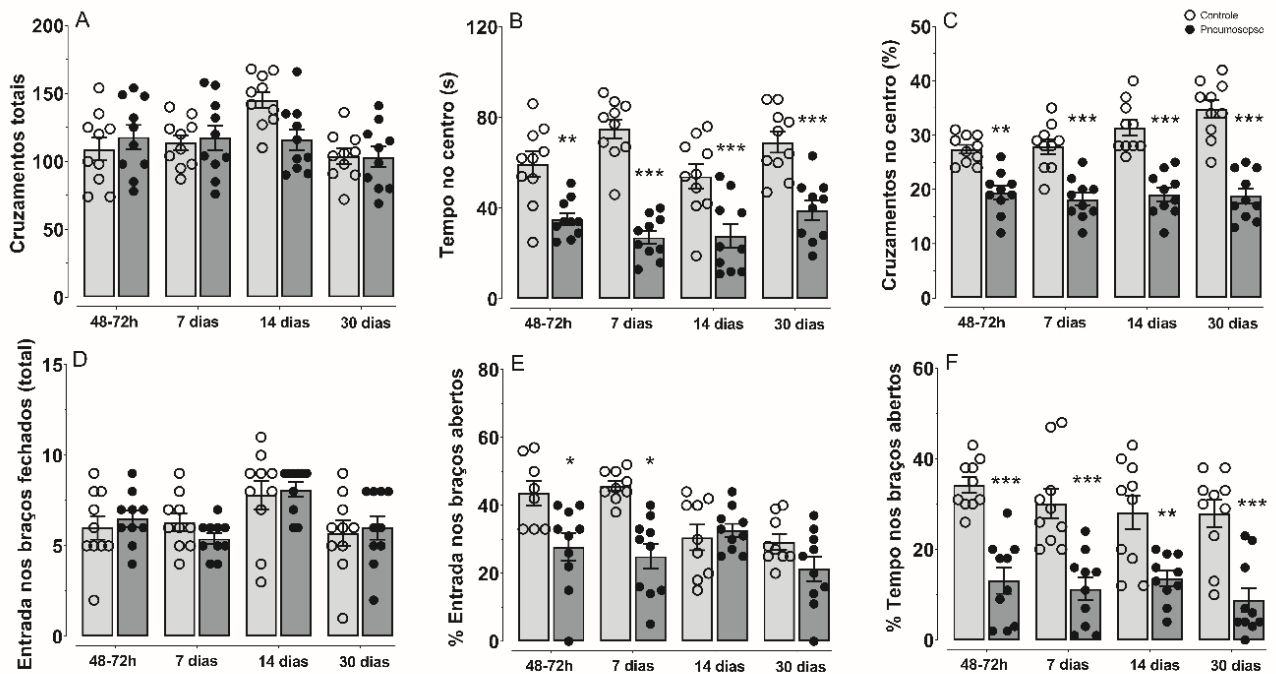 A
Cruzamentos totais
200
150
100
50
0
48-72h
7 dias
14 dias
30 dias
B
Tempo no centro (s)
120
80
40
0
**
***
***
***
48-72h
7 dias
14 dias
30 dias
C
Controle
Pneumosepse
Cruzamentos no centro (%)
50
40
30
20
10
0
**
***
***
***
48-72h
7 dias
14 dias
30 dias
D
Entrada nos braços fechados (total)
15
10
5
0
48-72h
7 dias
14 dias
30 dias
E
% Entrada nos braços abertos
80
60
40
20
0
*
*
48-72h
7 dias
14 dias
30 dias
F
% Tempo nos braços abertos
60
40
20
0
***
***
**
***
48-72h
7 dias
14 dias
30 dias